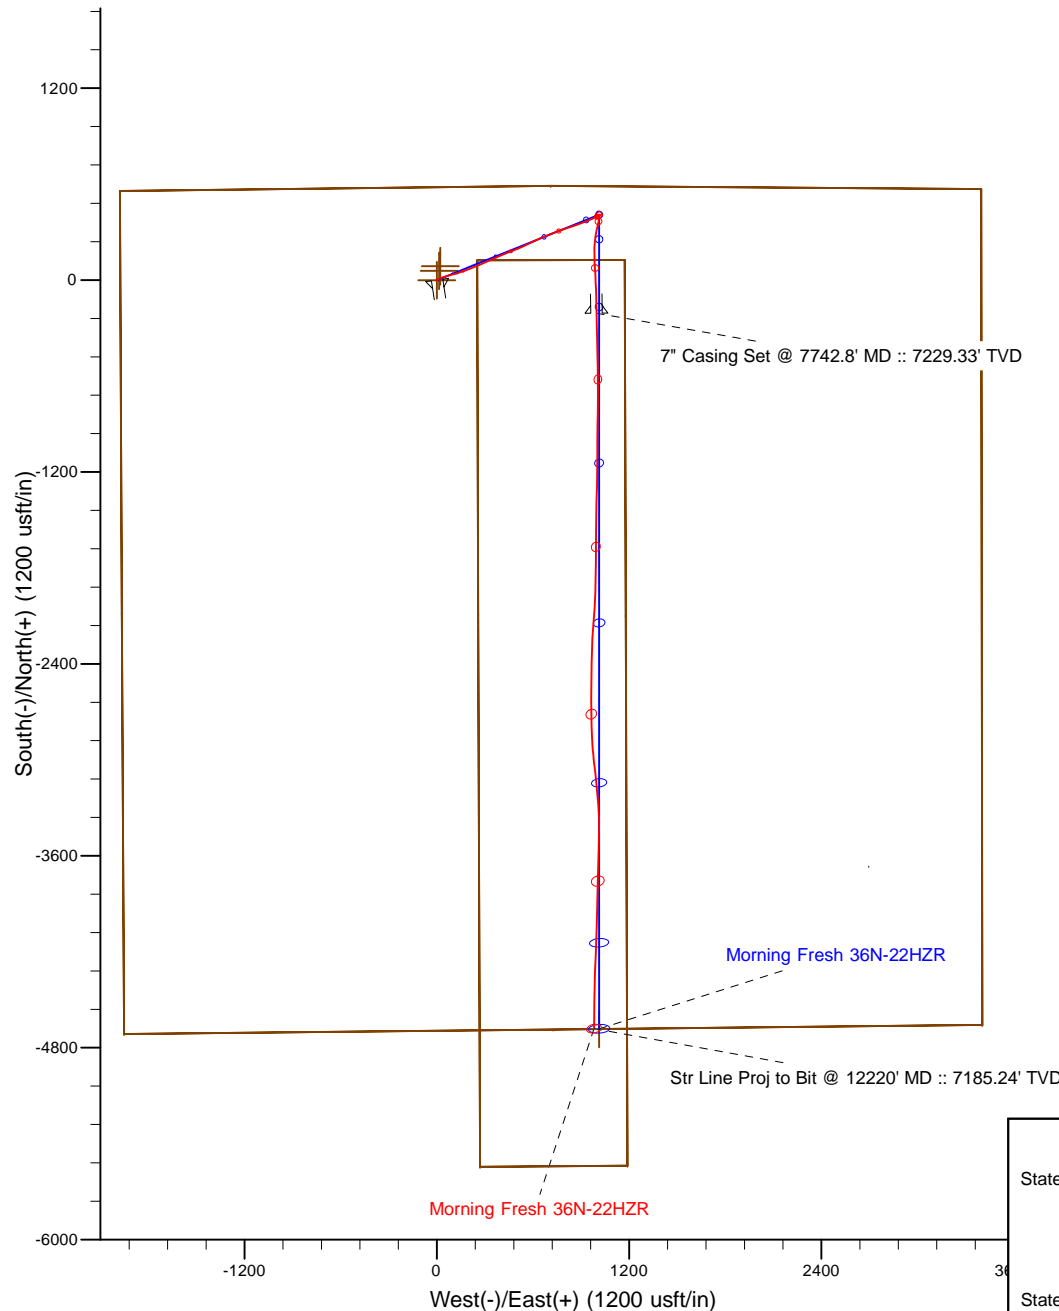 1200
0
-1200
-2400
-3600
-4800
-6000
South(-)/North(+) (1200 usft/in)
7" Casing Set @ 7742.8' MD :: 7229.33' TVD
Morning Fresh 36N-22HZR
Str Line Proj to Bit @ 12220' MD :: 7185.24' TVD
Morning Fresh 36N-22HZR
State
State
-1200
0
1200
2400
West(-)/East(+) (1200 usft/in)